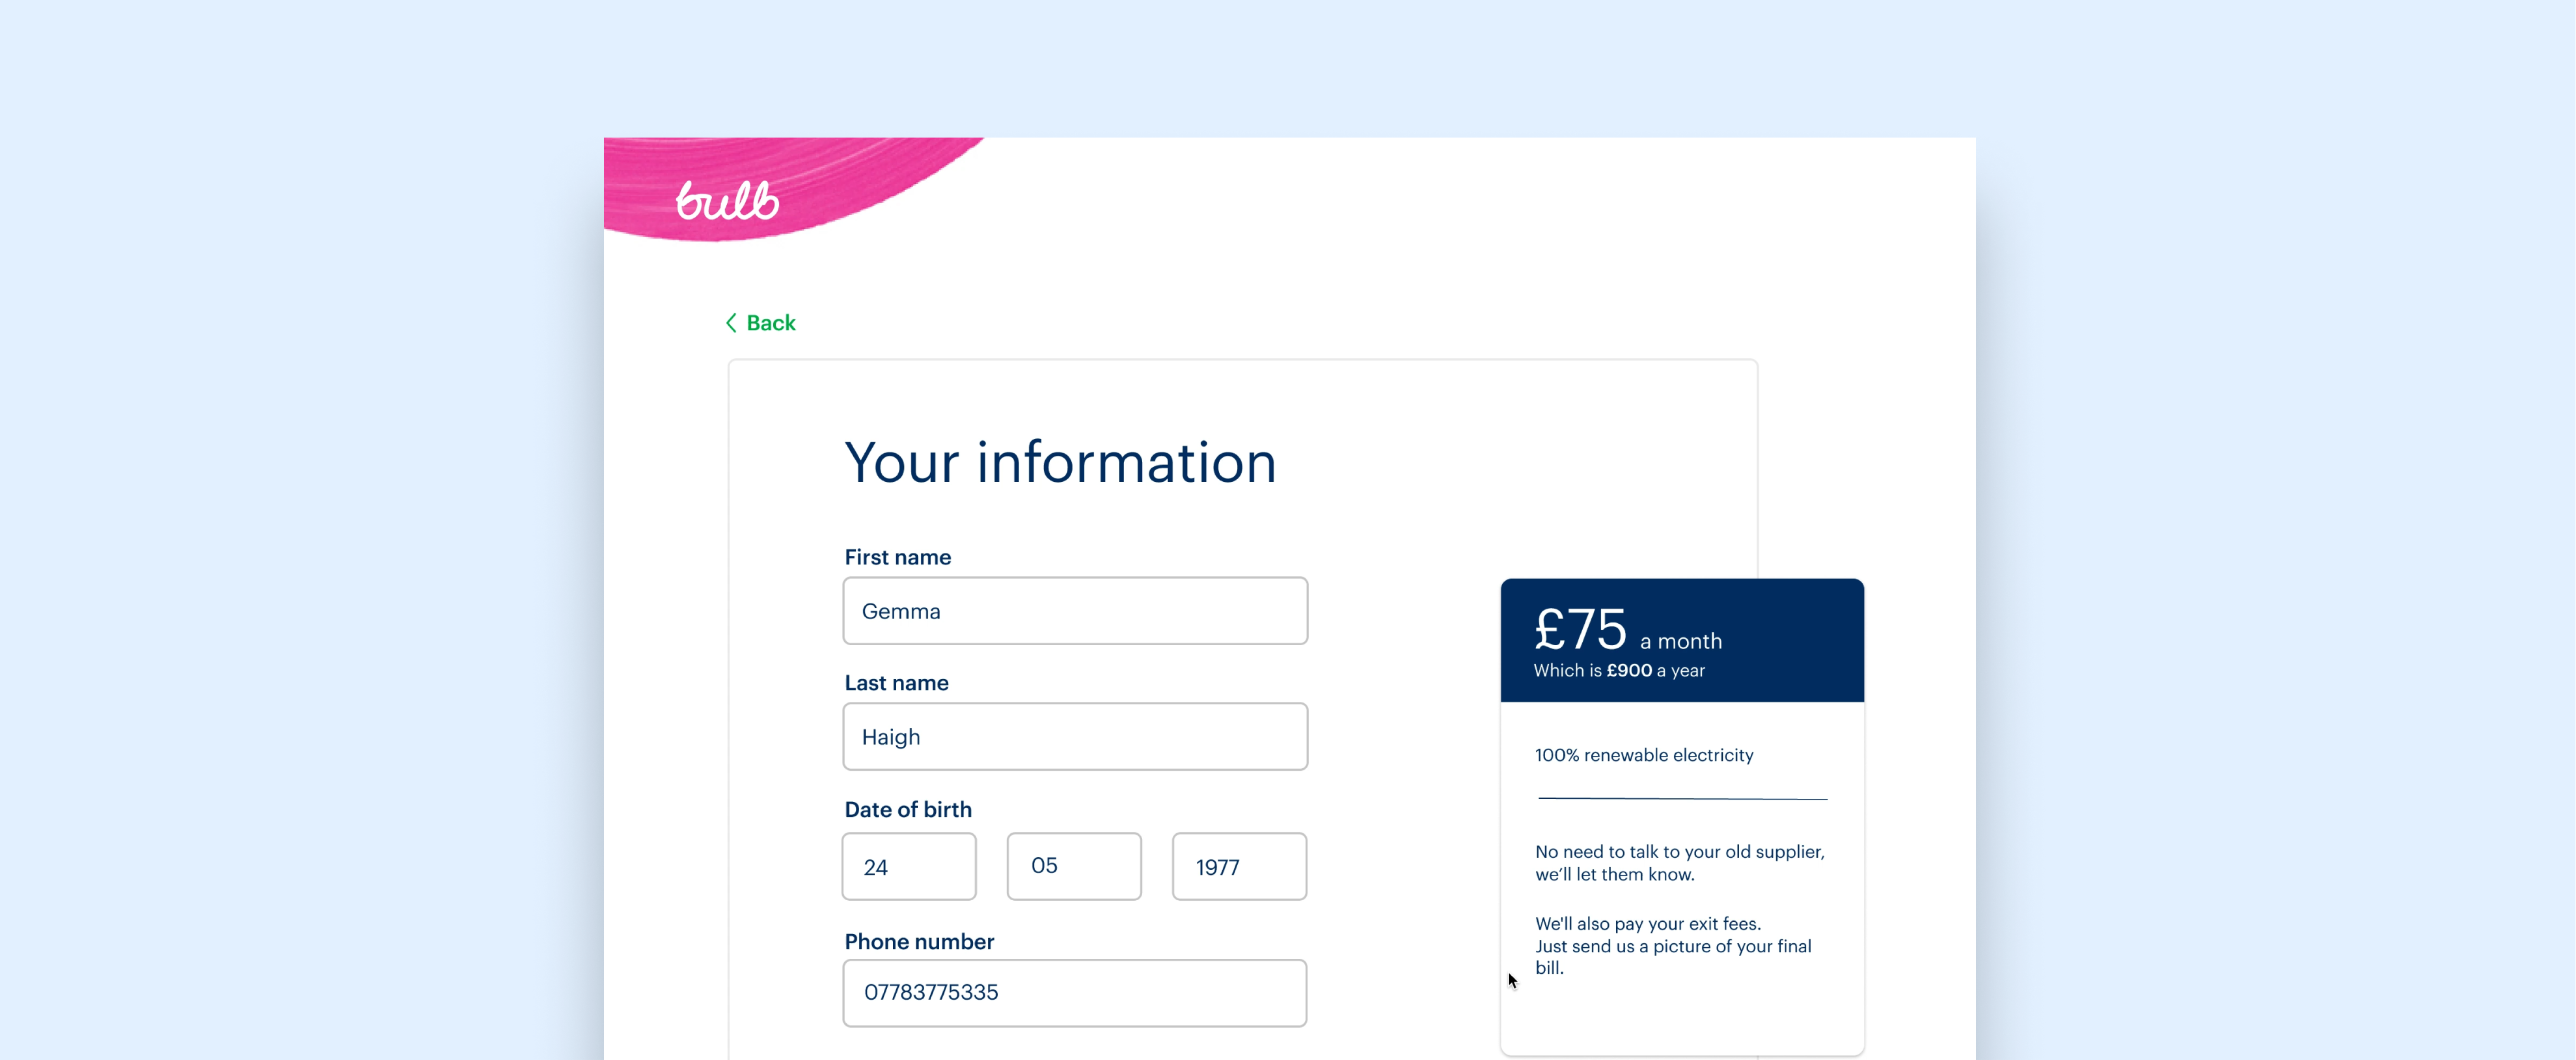 bulb
Back
Your information
First name
Gemma
Last name
Haigh
Date of birth
24 05 1977
Phone number
07783775335
£75 a month
Which is £900 a year
100% renewable electricity
No need to talk to your old supplier,
we’ll let them know.
We'll also pay your exit fees.
Just send us a picture of your final
bill.